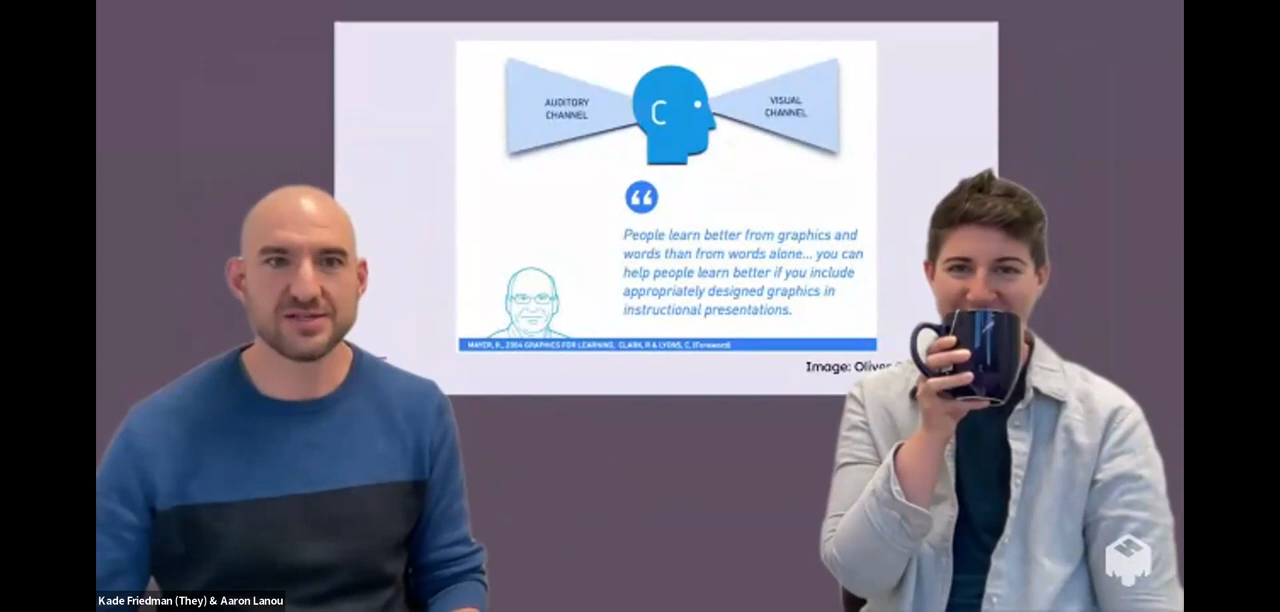 AUDITORY
CHANNEL
VISUAL
CHANNEL
People learn better from graphics and
words than from words alone... you can
help people learn better if you include
appropriately designed graphics in
instructional presentations.
MAYER, R., 2004 GRAPHICS FOR LEARNING, CLARK, R & LYONS, C. (Foreword)
Image: Oliver
Kade Friedman (They) & Aaron Lanou